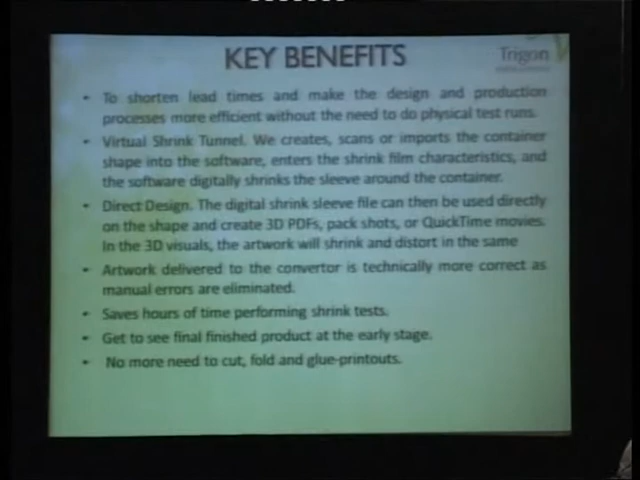 KEY BENEFITS
Trigon
• To shorten lead times and make the design and production
processes more efficient without the need to do physical test runs.
• Virtual Shrink Tunnel. We creates, scans or imports the container
shape into the software, enters the shrink film characteristics, and
the software digitally shrinks the sleeve around the container.
• Direct Design. The digital shrink sleeve file can then be used directly
on the shape and create 3D PDFs, pack shots, or QuickTime movies.
In the 3D visuals, the artwork will shrink and distort in the same
• Artwork delivered to the convertor is technically more correct as
manual errors are eliminated.
• Saves hours of time performing shrink tests.
• Get to see final finished product at the early stage.
• No more need to cut, fold and glue-printouts.